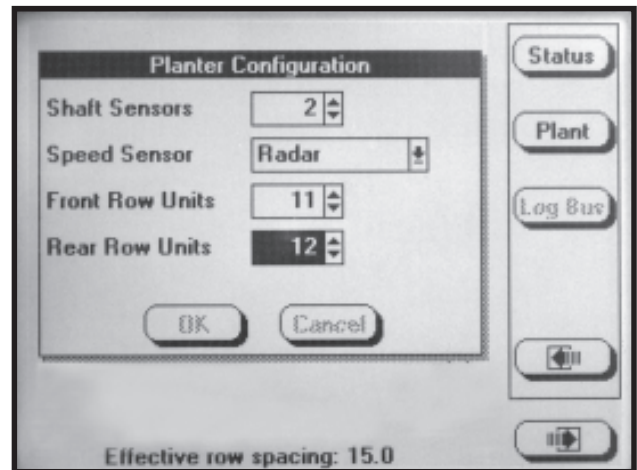 Planter Configuration
Shaft Sensors 2
Speed Sensor Radar
Front Row Units 11
Rear Row Units 12
OK Cancel
Effective row spacing: 15.0
Status
Plant
Log Bus